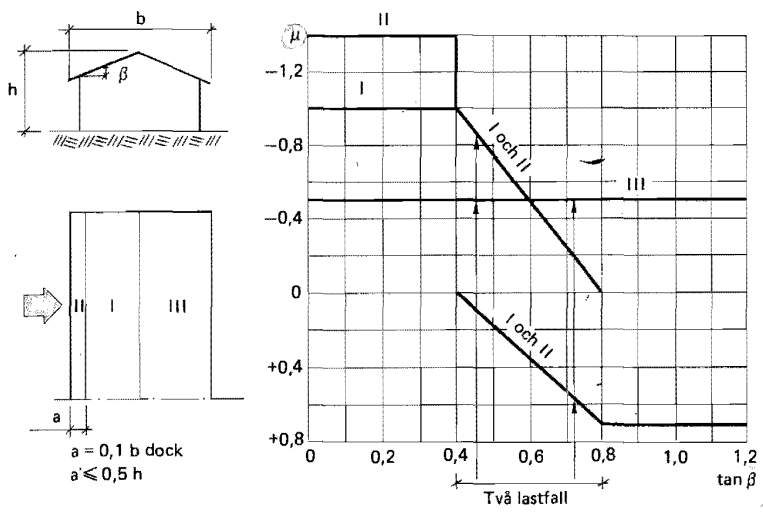 b
h
β
II
I
III
a
a = 0,1 b dock
a ≤ 0,5 h
μ
II
−1,2
I
−0,8
I och II
III
−0,4
0
I och II
+0,4
+0,8
0
0,2
0,4
0,6
0,8
1,0
1,2
tan β
Två lastfall